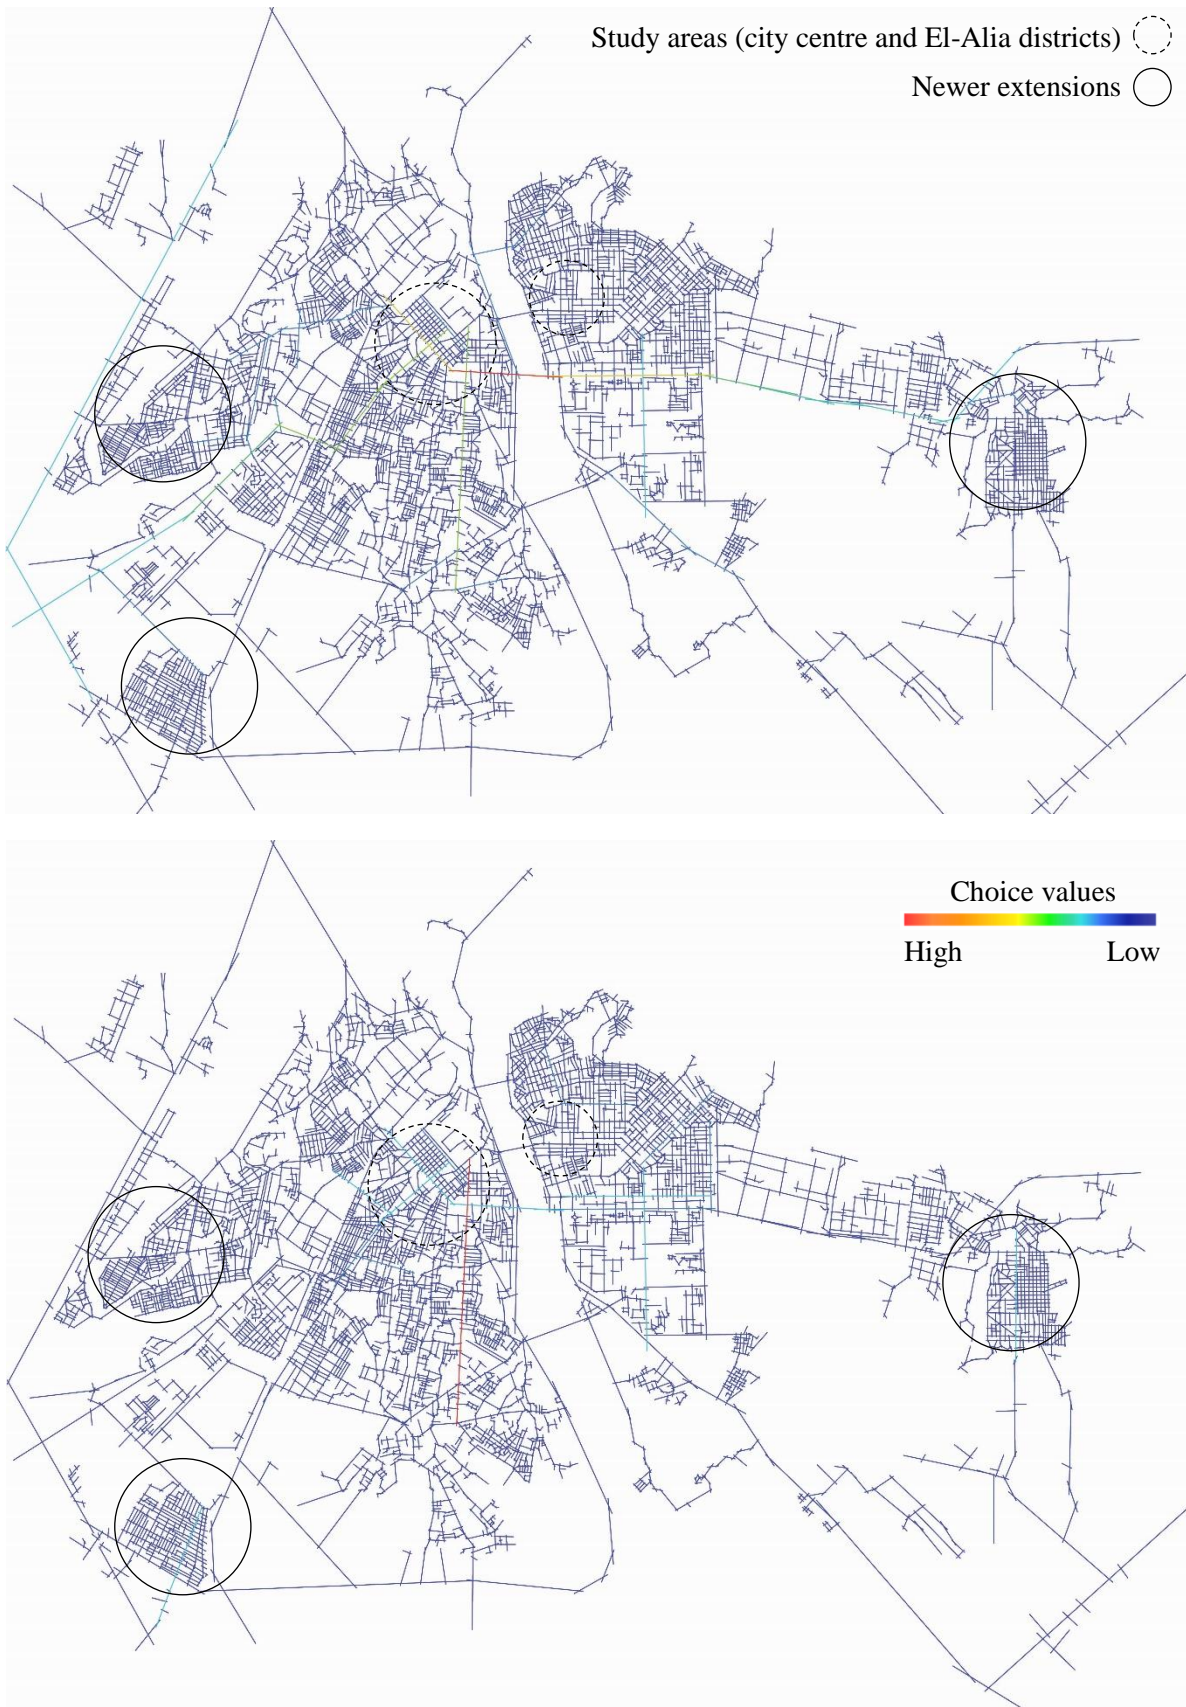 Study areas (city centre and El-Alia districts)
Newer extensions
Choice values
High Low